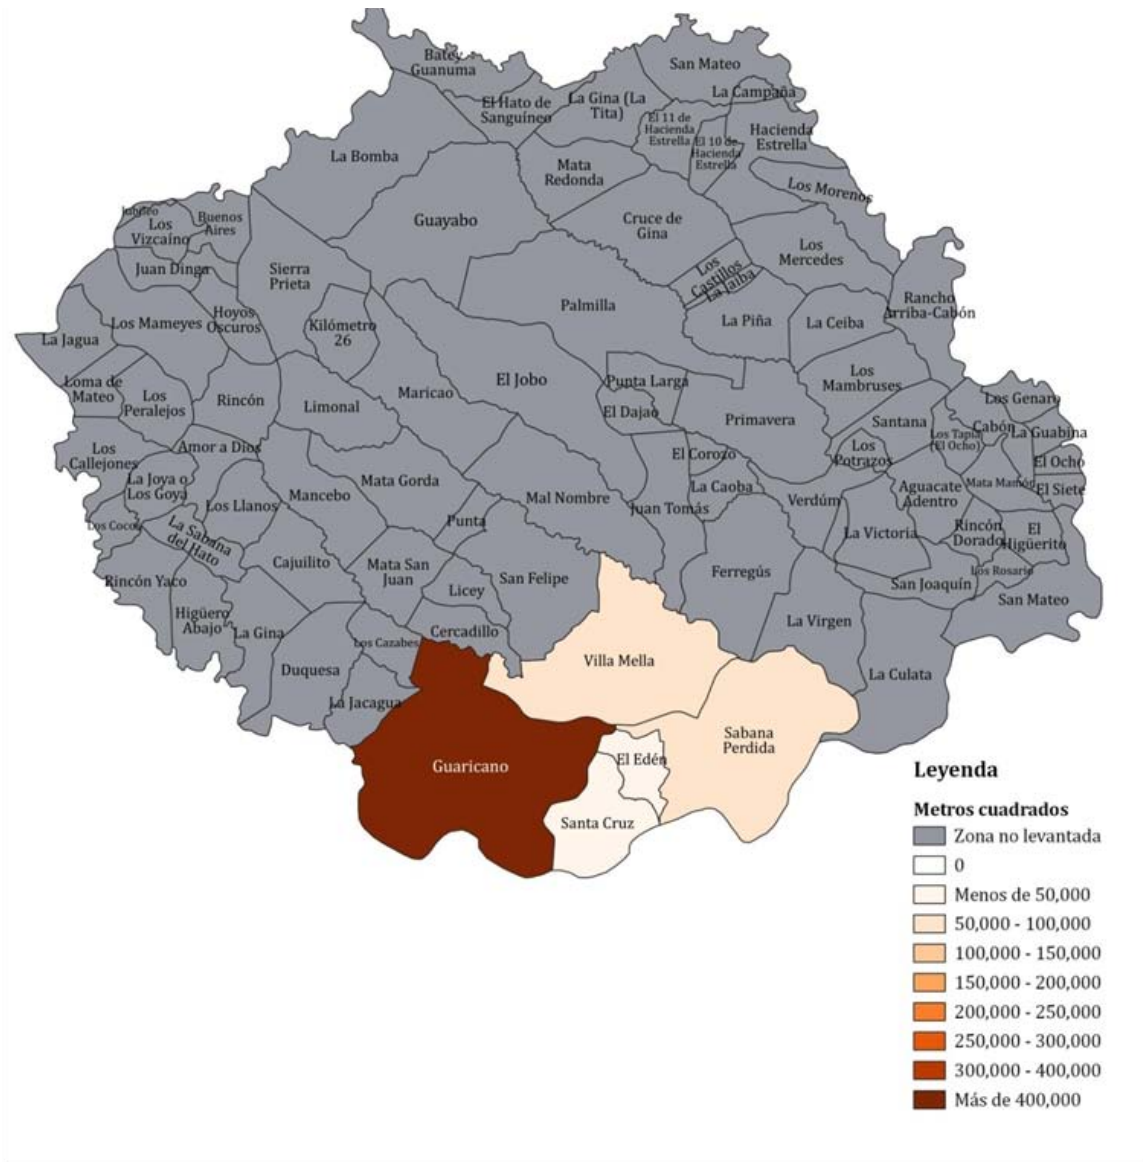 Batey
Guanuma
San Mateo
La Campaña
El Hato de
Sanguíneo
La Gina (La
Tita)
El 11 de
Hacienda
Estrella
El 10 de
Hacienda
Estrella
Hacienda
Estrella
La Bomba
Mata
Redonda
Los Morenos
Jubileo
Los
Vizcaíno
Buenos
Aires
Guayabo
Cruce de
Gina
Los
Mercedes
Juan Dinga
Sierra
Prieta
Los
Castillos
La Jaiba
Palmilla
Rancho
Arriba-Cabón
La Jagua
Los Mameyes
Hoyos
Oscuros
Kilómetro
26
La Piña
La Ceiba
Loma de
Mateo
Los
Peralejos
Rincón
Limonal
Maricao
El Jobo
Punta Larga
El Dajao
Primavera
Los
Mambruses
Los Genaro
Santana
Los Tapia
(El Ocho)
Cabón
La Guabina
Los
Callejones
Amor a Dios
El Corozo
Los
Potrazos
El Ocho
La Joya o
Los Goya
Los Llanos
Mancebo
Mata Gorda
Mal Nombre
La Caoba
Juan Tomás
Verdúm
Aguacate
Adentro
Mata Mamón
El Siete
Los Cocos
La Sabana
del Hato
Punta
La Victoria
Rincón
Dorado
El
Higüerito
Rincón Yaco
Cajuilito
Mata San
Juan
Licey
San Felipe
Ferregús
San Joaquín
Los Rosario
San Mateo
Higüero
Abajo
La Gina
Los Cazabes
Cercadillo
La Virgen
Duquesa
Villa Mella
La Culata
La Jacagua
Guaricano
El Edén
Sabana
Perdida
Santa Cruz
Leyenda
Metros cuadrados
Zona no levantada
0
Menos de 50,000
50,000 - 100,000
100,000 - 150,000
150,000 - 200,000
200,000 - 250,000
250,000 - 300,000
300,000 - 400,000
Más de 400,000